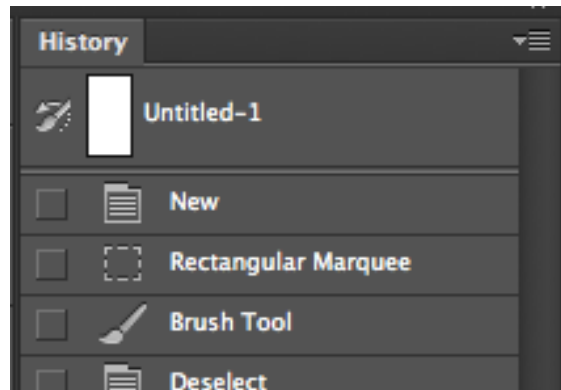 History
Untitled-1
New
Rectangular Marquee
Brush Tool
Deselect